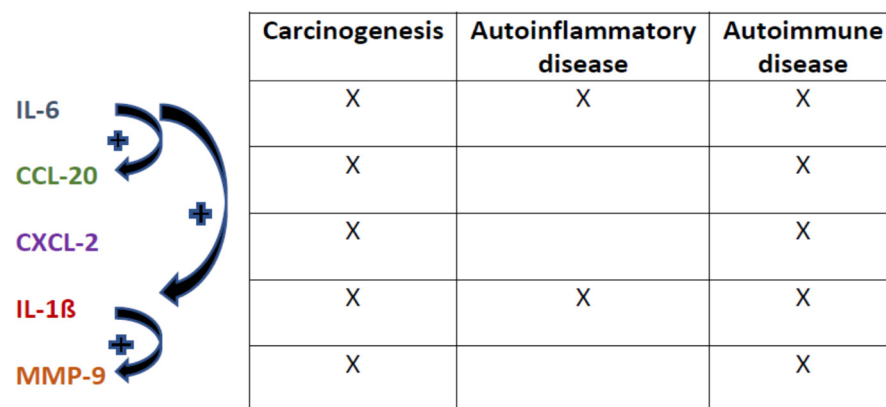 Carcinogenesis Autoinflammatory Autoimmune
disease disease
IL-6 X X X
CCL-20 X X
CXCL-2 X X
IL-1ß X X X
MMP-9 X X